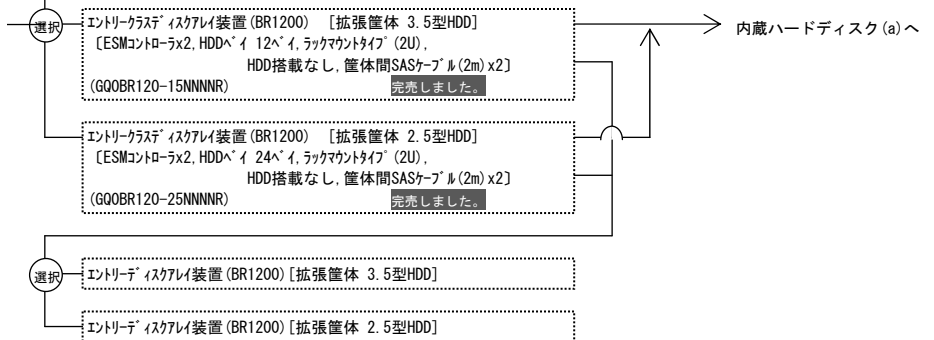 選択
エントリークラスディスクアレイ装置(BR1200) [拡張筐体 3.5型HDD]
〔ESMコントローラx2,HDDベイ 12ベイ,ラックマウントタイプ(2U),
HDD搭載なし,筐体間SASケーブル(2m)x2〕
(GQ0BR120-15NNNNR) 完売しました。
内蔵ハードディスク(a)へ
エントリークラスディスクアレイ装置(BR1200) [拡張筐体 2.5型HDD]
〔ESMコントローラx2,HDDベイ 24ベイ,ラックマウントタイプ(2U),
HDD搭載なし,筐体間SASケーブル(2m)x2〕
(GQ0BR120-25NNNNR) 完売しました。
選択
エントリーディスクアレイ装置(BR1200)[拡張筐体 3.5型HDD]
エントリーディスクアレイ装置(BR1200)[拡張筐体 2.5型HDD]